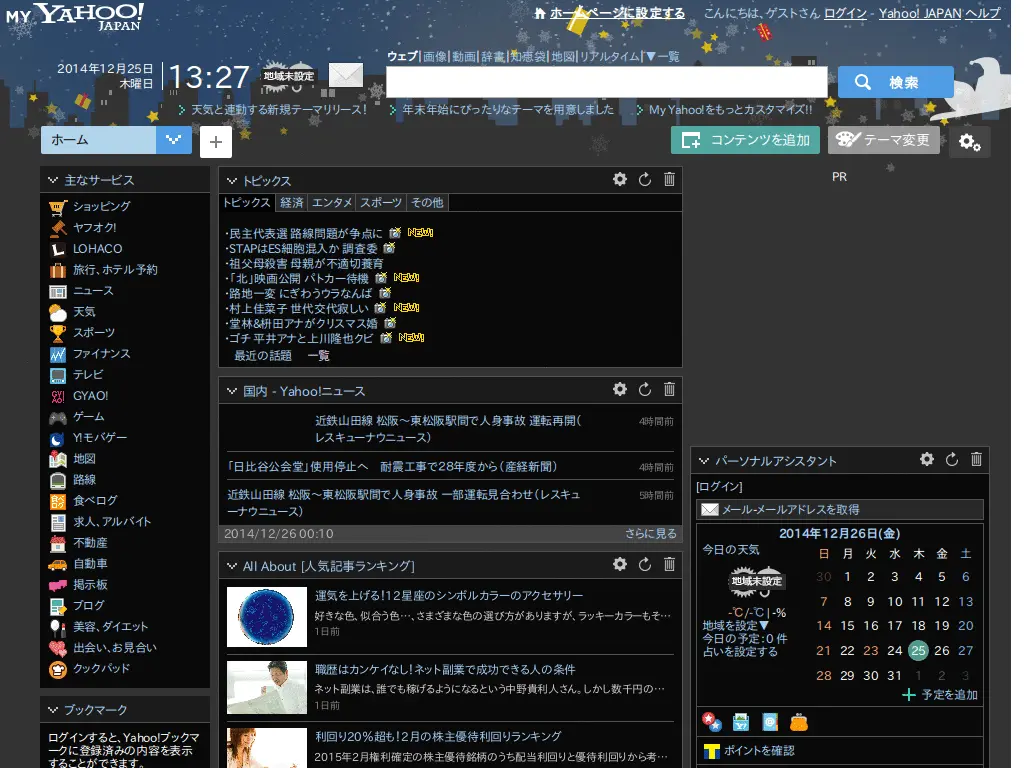 MY YAHOO! JAPAN
ホームページに設定する
こんにちは、ゲストさん ログイン - Yahoo! JAPAN ヘルプ
2014年12月25日
木曜日
13:27
地域未設定
ウェブ|画像|動画|辞書|知恵袋|地図|リアルタイム|▼一覧
検索
天気と連動する新規テーマリリース!
年末年始にぴったりなテーマを用意しました
My Yahoo!をもっとカスタマイズ!!
ホーム
+
コンテンツを追加
テーマ変更
主なサービス
ショッピング
ヤフオク!
LOHACO
旅行、ホテル予約
ニュース
天気
スポーツ
ファイナンス
テレビ
GYAO!
ゲーム
Y!モバゲー
地図
路線
食べログ
求人、アルバイト
不動産
自動車
掲示板
ブログ
美容、ダイエット
出会い、お見合い
クックパッド
ブックマーク
ログインすると、Yahoo!ブックマ
ークに登録済みの内容を表示
することができます。
トピックス
トピックス 経済 エンタメ スポーツ その他
・民主代表選 路線問題が争点に NEW!
・STAPはES細胞混入か 調査委
・祖父母殺害 母親が不適切養育
・「北」映画公開 パトカー待機 NEW!
・路地一変 にぎわうウラなんば
・村上佳菜子 世代交代寂しい NEW!
・堂林&枡田アナがクリスマス婚
・ゴチ 平井アナと上川隆也クビ NEW!
最近の話題 一覧
国内 - Yahoo!ニュース
近鉄山田線 松阪～東松阪駅間で人身事故 運転再開(
レスキューナウニュース) 4時間前
「日比谷公会堂」使用停止へ 耐震工事で28年度から(産経新聞) 4時間前
近鉄山田線 松阪～東松阪駅間で人身事故 一部運転見合わせ(レスキュ
ーナウニュース) 5時間前
2014/12/26 00:10 さらに見る
All About [人気記事ランキング]
運気を上げる!12星座のシンボルカラーのアクセサリー
好きな色、似合う色…、さまざまな色の選び方がありますが、ラッキーカラーもそ…
1日前
職歴はカンケイなし!ネット副業で成功できる人の条件
ネット副業は、誰でも稼げるようになるという中野貴利人さん。しかし数千円の…
1日前
利回り20%超も!2月の株主優待利回りランキング
2015年2月権利確定の株主優待銘柄のうち配当利回りと優待利回りから考…
PR
パーソナルアシスタント
[ログイン]
メール-メールアドレスを取得
2014年12月26日(金)
今日の天気
地域未設定
-℃/-℃ | -%
地域を設定▼
今日の予定:0 件
占いを設定する
日 月 火 水 木 金 土
30 1 2 3 4 5 6
7 8 9 10 11 12 13
14 15 16 17 18 19 20
21 22 23 24 25 26 27
28 29 30 31 1 2 3
予定を追加
ポイントを確認